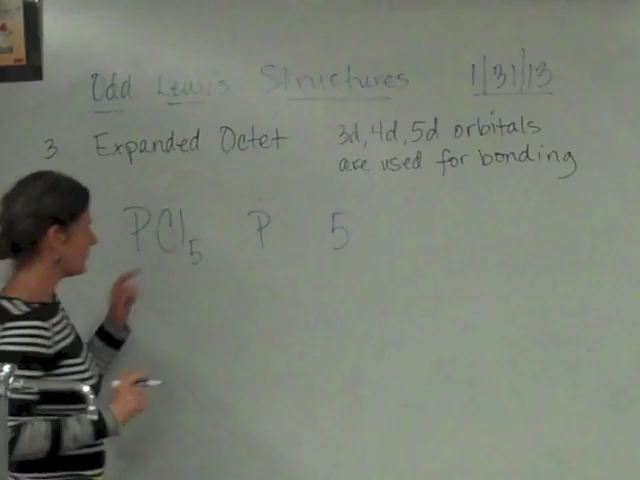 Odd Lewis Structures 1|31|13
3 Expanded Octet 3d, 4d, 5d orbitals
are used for bonding
PCl5 P 5